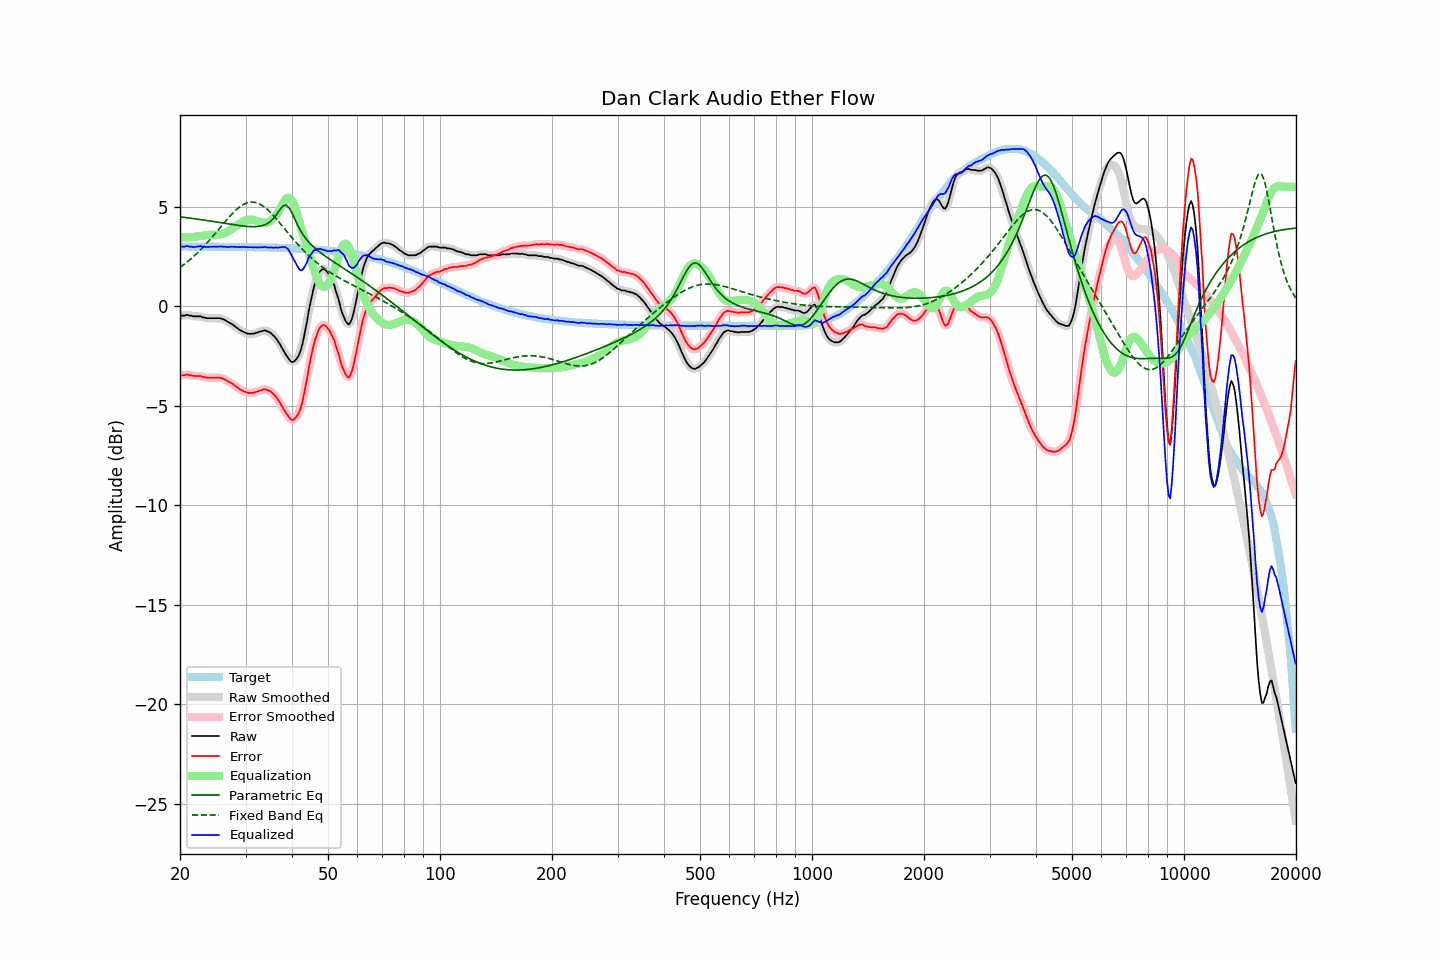 Dan Clark Audio Ether Flow
Amplitude (dBr)
5
0
−5
−10
−15
−20
−25
Target
Raw Smoothed
Error Smoothed
Raw
Error
Equalization
Parametric Eq
Fixed Band Eq
Equalized
20 50 100 200 500 1000 2000 5000 10000 20000
Frequency (Hz)